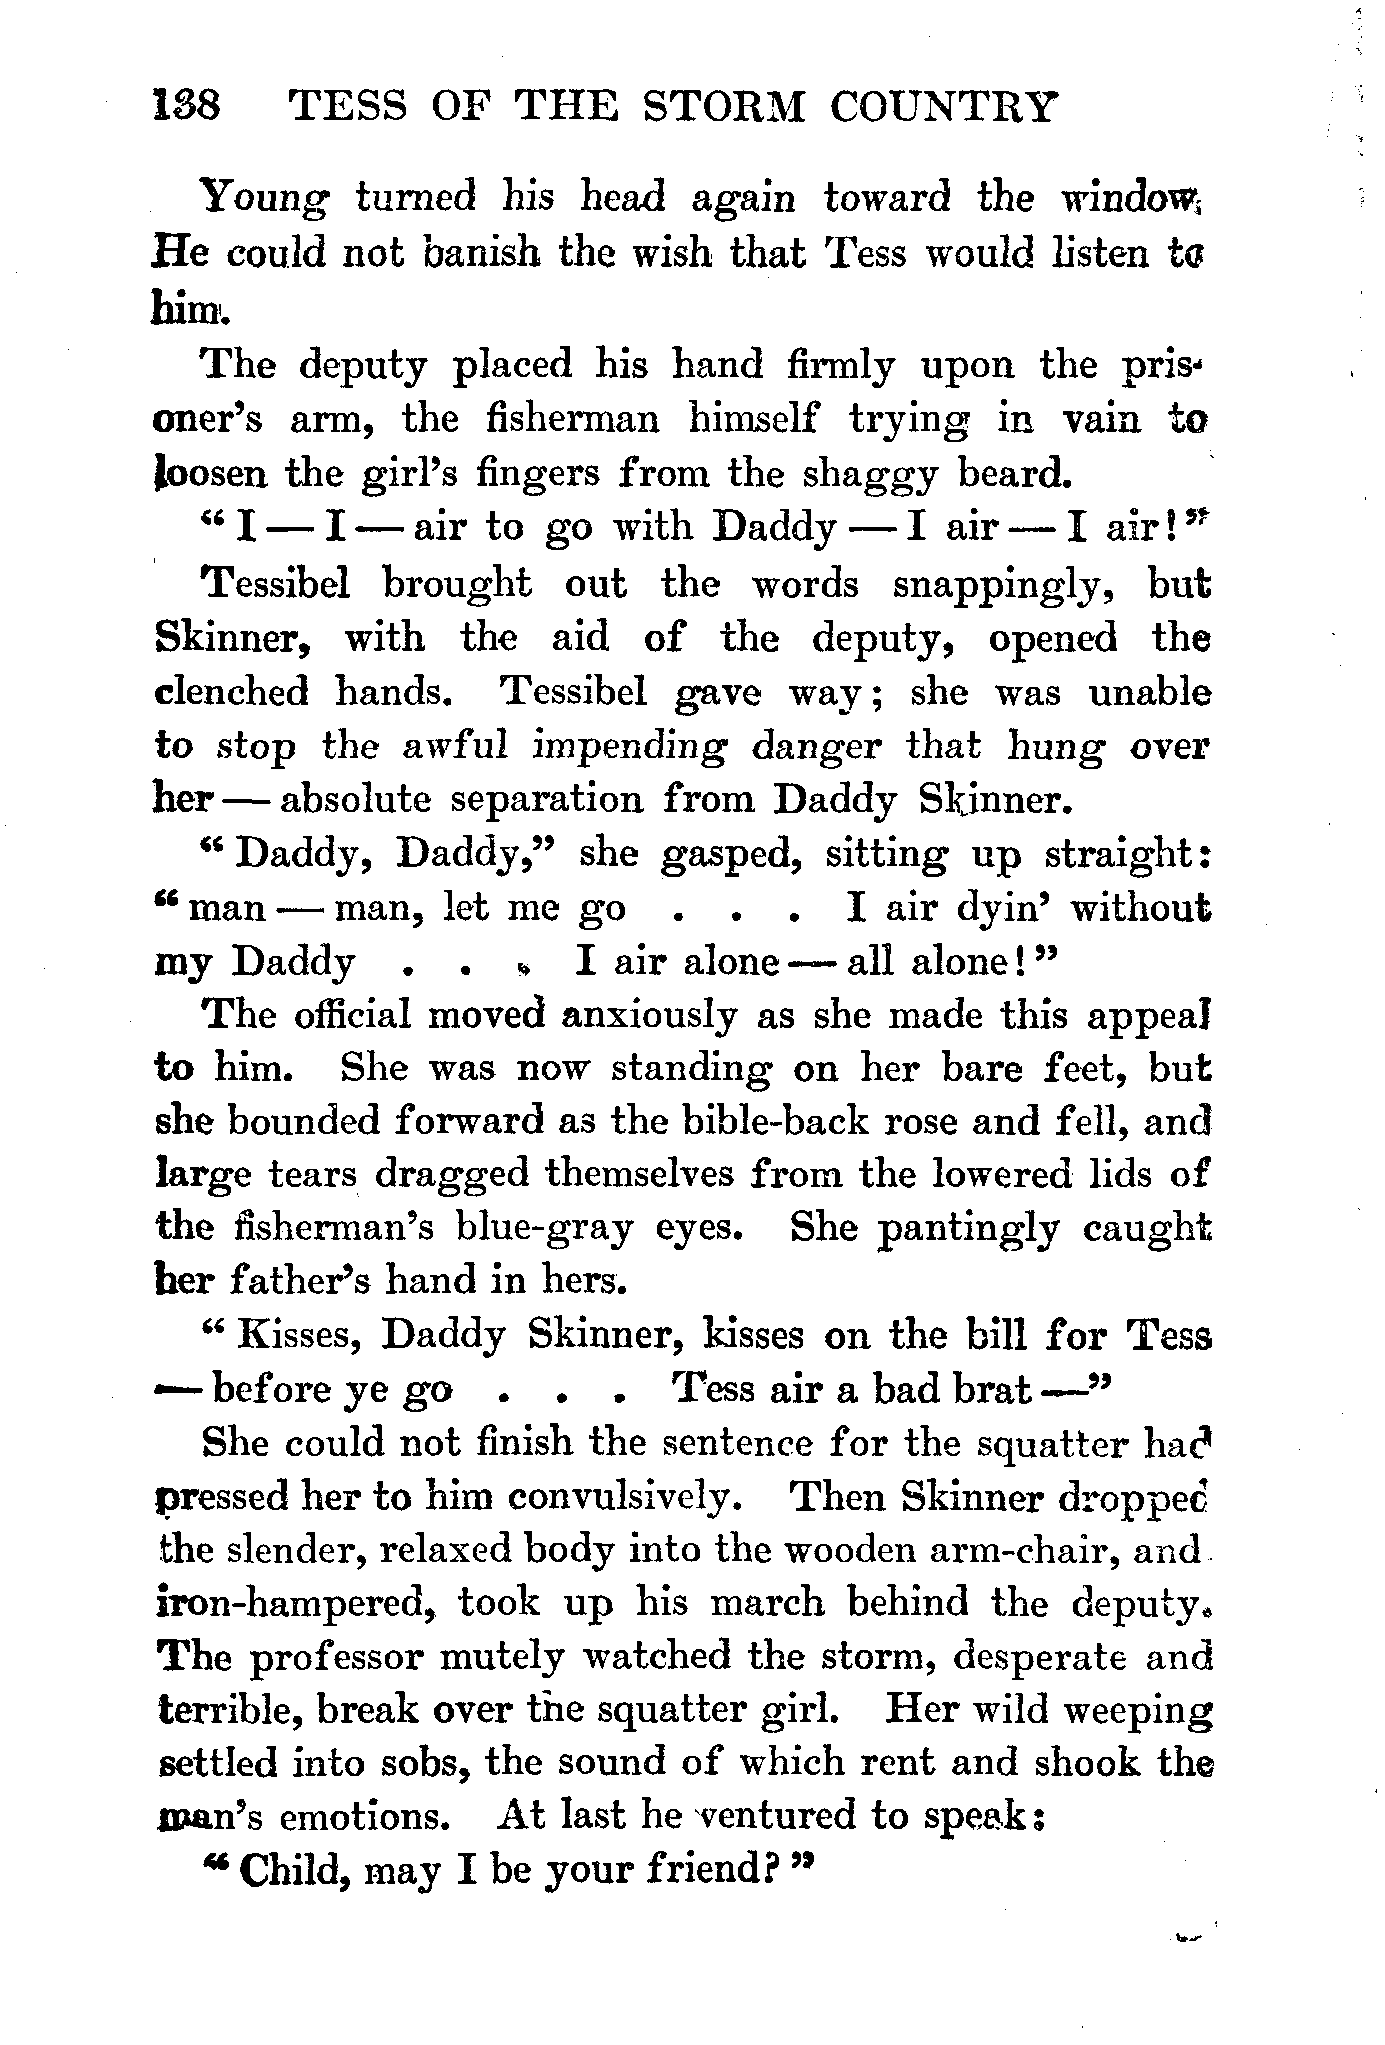 138 TESS OF THE STORM COUNTRY
Young turned his head again toward the window.
He could not banish the wish that Tess would listen to
him.
The deputy placed his hand firmly upon the pris-
oner's arm, the fisherman himself trying in vain to
loosen the girl's fingers from the shaggy beard.
“ I — I — air to go with Daddy — I air — I air! ”
Tessibel brought out the words snappingly, but
Skinner, with the aid of the deputy, opened the
clenched hands. Tessibel gave way; she was unable
to stop the awful impending danger that hung over
her — absolute separation from Daddy Skinner.
“ Daddy, Daddy,” she gasped, sitting up straight:
“ man — man, let me go . . . I air dyin' without
my Daddy . . . I air alone — all alone! ”
The official moved anxiously as she made this appeal
to him. She was now standing on her bare feet, but
she bounded forward as the bible-back rose and fell, and
large tears dragged themselves from the lowered lids of
the fisherman's blue-gray eyes. She pantingly caught
her father's hand in hers.
“ Kisses, Daddy Skinner, kisses on the bill for Tess
— before ye go . . . Tess air a bad brat —”
She could not finish the sentence for the squatter had
pressed her to him convulsively. Then Skinner dropped
the slender, relaxed body into the wooden arm-chair, and
iron-hampered, took up his march behind the deputy.
The professor mutely watched the storm, desperate and
terrible, break over the squatter girl. Her wild weeping
settled into sobs, the sound of which rent and shook the
man's emotions. At last he ventured to speak:
“ Child, may I be your friend? ”